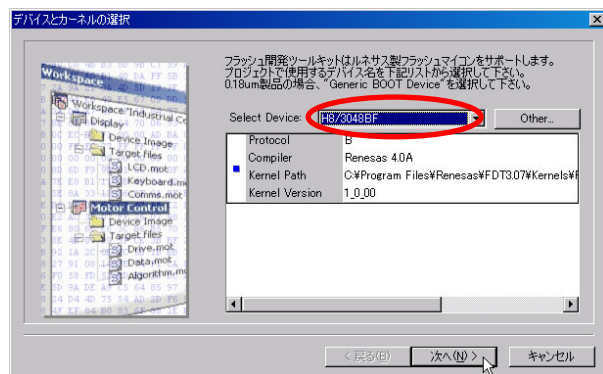 デバイスとカーネルの選択
フラッシュ開発ツールキットはルネサス製フラッシュマイコンをサポートします。
プロジェクトで使用するデバイス名を下記リストから選択して下さい。
0.18um製品の場合、"Generic BOOT Device"を選択して下さい。
Select Device: H8/3048BF Other...
Protocol B
Compiler Renesas 4.0A
Kernel Path C:¥Program Files¥Renesas¥FDT3.07¥Kernels¥F
Kernel Version 1_0_00
Workspace
Workspace "Industrial Co
Display
Device Image
Target files
LCD.mot
Keyboard.m
Comms.mot
Motor Control
Device Image
Target files
Drive.mot
Data.mot
Algorithm.mo
< 戻る(B) 次へ(N) > キャンセル